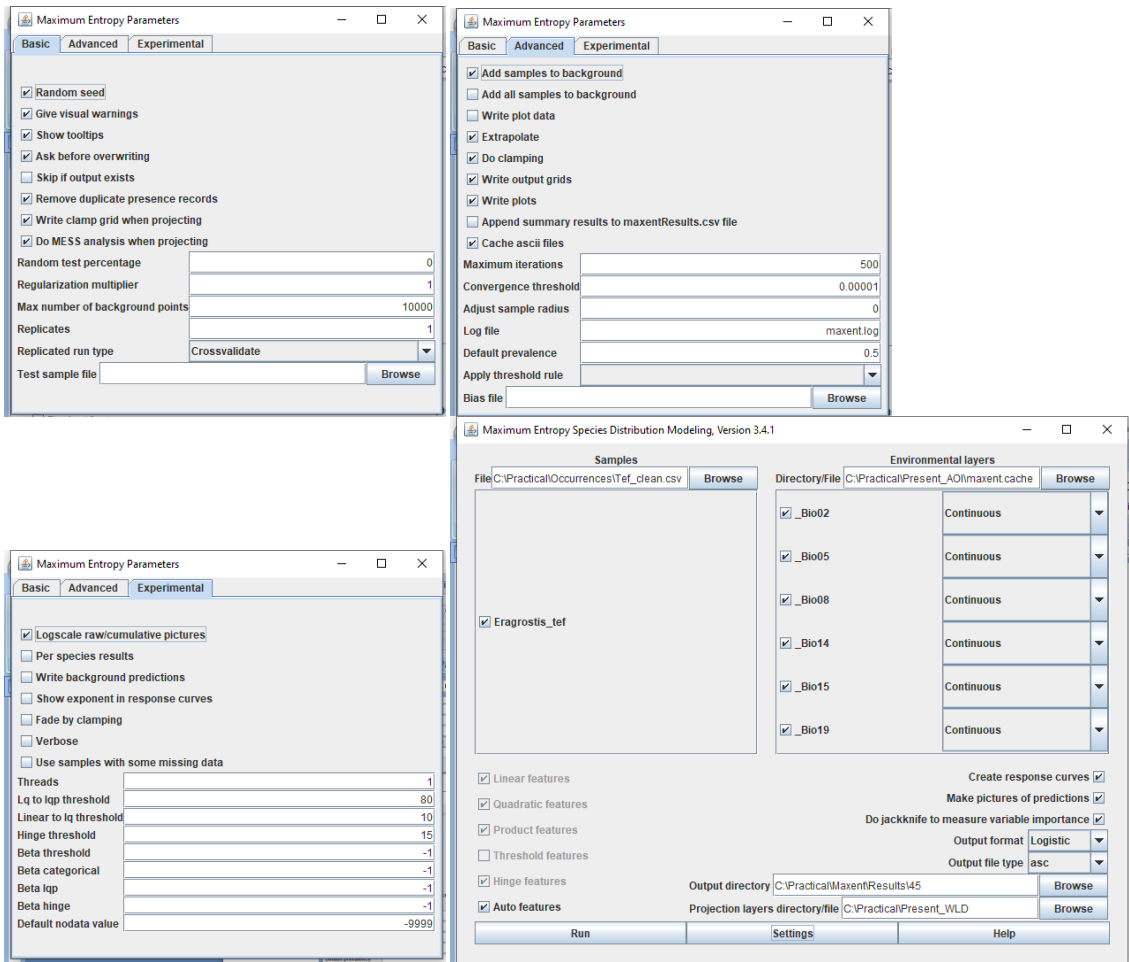 Maximum Entropy Parameters
Basic Advanced Experimental
Random seed
Give visual warnings
Show tooltips
Ask before overwriting
Skip if output exists
Remove duplicate presence records
Write clamp grid when projecting
Do MESS analysis when projecting
Random test percentage 0
Regularization multiplier 1
Max number of background points 10000
Replicates 1
Replicated run type Crossvalidate
Test sample file Browse
Maximum Entropy Parameters
Basic Advanced Experimental
Add samples to background
Add all samples to background
Write plot data
Extrapolate
Do clamping
Write output grids
Write plots
Append summary results to maxentResults.csv file
Cache ascii files
Maximum iterations 500
Convergence threshold 0.00001
Adjust sample radius 0
Log file maxent.log
Default prevalence 0.5
Apply threshold rule
Bias file Browse
Maximum Entropy Parameters
Basic Advanced Experimental
Logscale raw/cumulative pictures
Per species results
Write background predictions
Show exponent in response curves
Fade by clamping
Verbose
Use samples with some missing data
Threads 1
Lq to lqp threshold 80
Linear to lq threshold 10
Hinge threshold 15
Beta threshold -1
Beta categorical -1
Beta lqp -1
Beta hinge -1
Default nodata value -9999
Maximum Entropy Species Distribution Modeling, Version 3.4.1
Samples Environmental layers
File C:\Practical\Occurrences\Tef_clean.csv Browse Directory/File C:\Practical\Present_AOI\maxent.cache Browse
_Bio02 Continuous
_Bio05 Continuous
_Bio08 Continuous
Eragrostis_tef
_Bio14 Continuous
_Bio15 Continuous
_Bio19 Continuous
Linear features Create response curves
Quadratic features Make pictures of predictions
Product features Do jackknife to measure variable importance
Output format Logistic
Threshold features Output file type asc
Hinge features Output directory C:\Practical\Maxent\Results\45 Browse
Auto features Projection layers directory/file C:\Practical\Present_WLD Browse
Run Settings Help